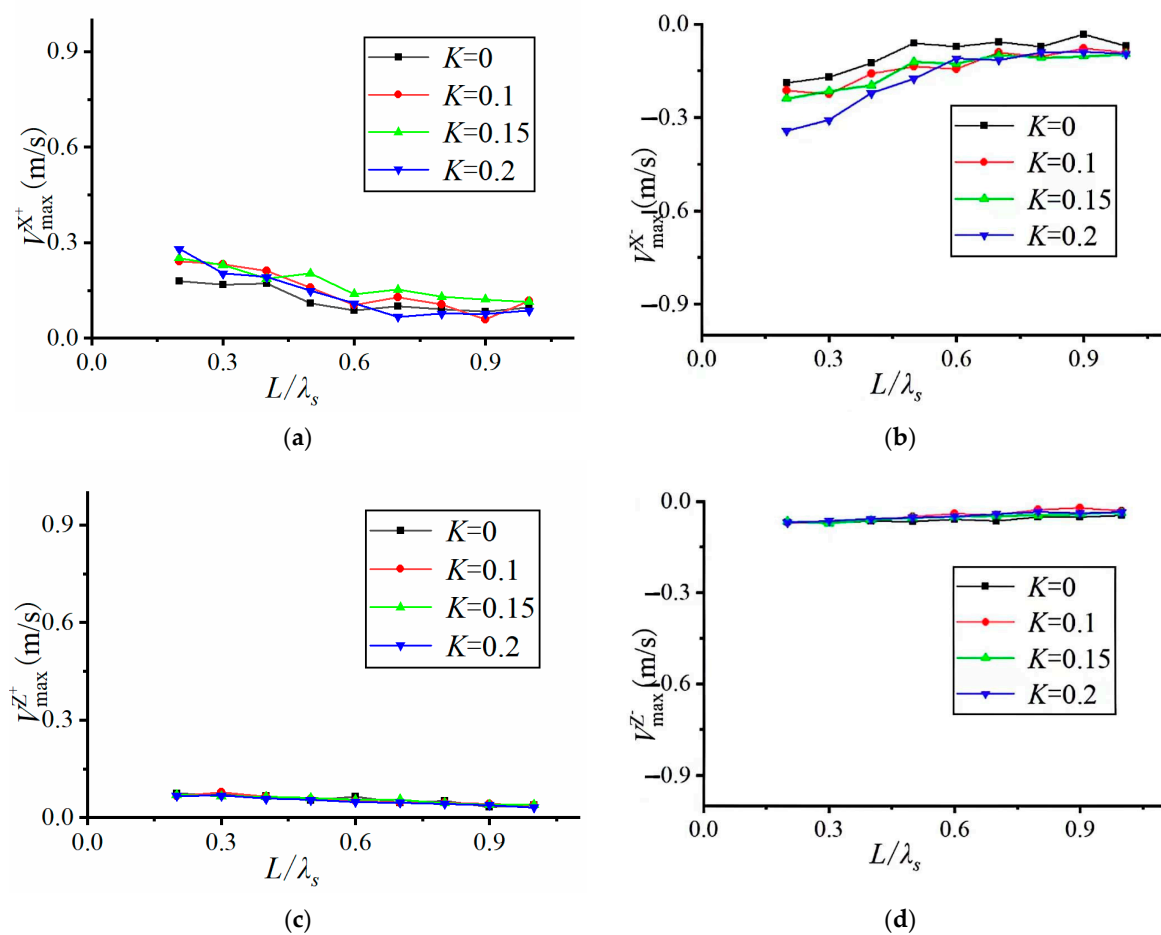 0.9
0.6
0.3
0.0
V_max^X+ (m/s)
K=0
K=0.1
K=0.15
K=0.2
0.0 0.3 0.6 0.9
L/λs
(a)
0.0
−0.3
−0.6
−0.9
V_max^X- (m/s)
K=0
K=0.1
K=0.15
K=0.2
0.0 0.3 0.6 0.9
L/λs
(b)
0.9
0.6
0.3
0.0
V_max^Z+ (m/s)
K=0
K=0.1
K=0.15
K=0.2
0.0 0.3 0.6 0.9
L/λs
(c)
0.0
−0.3
−0.6
−0.9
V_max^Z- (m/s)
K=0
K=0.1
K=0.15
K=0.2
0.0 0.3 0.6 0.9
L/λs
(d)